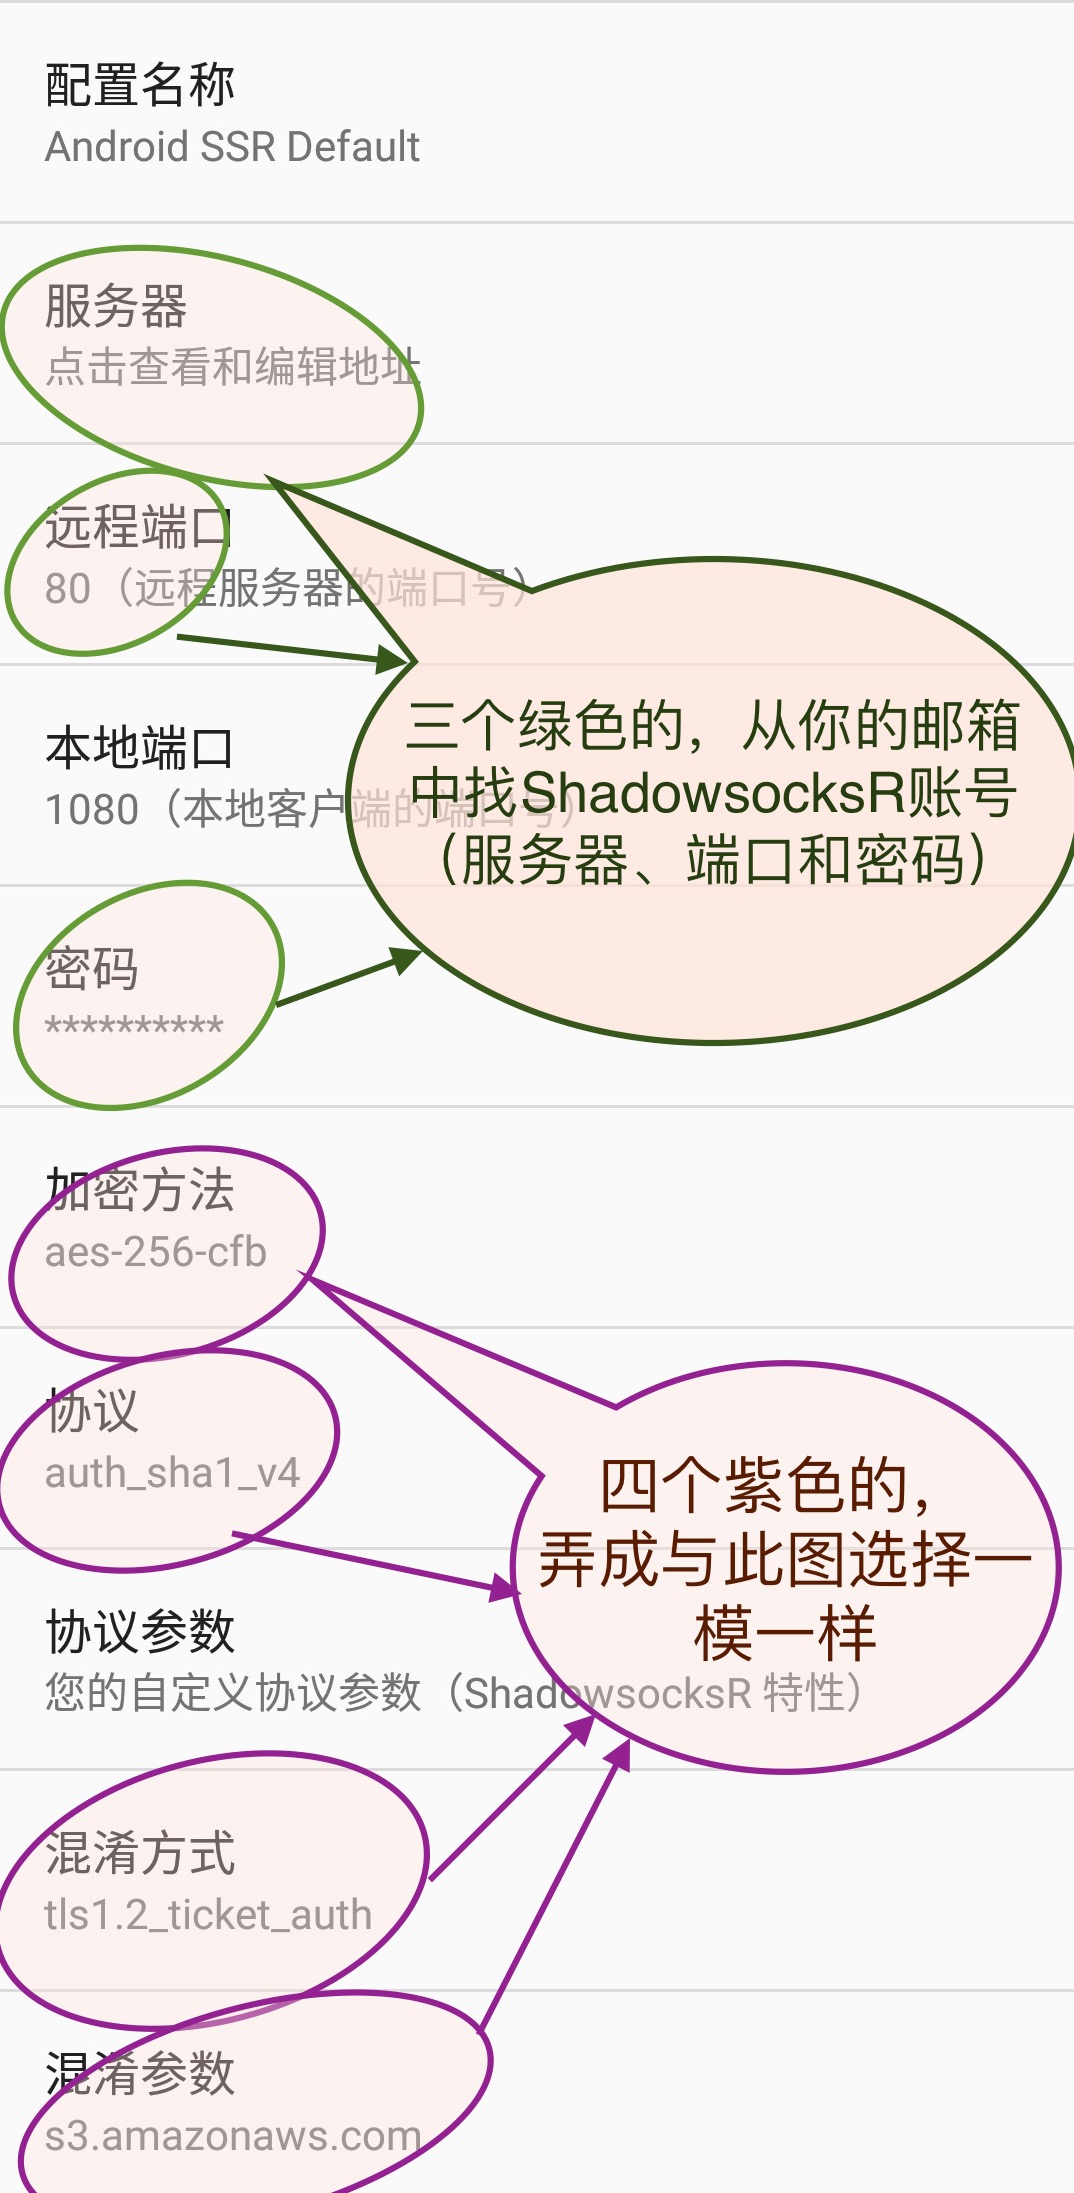 配置名称
Android SSR Default
服务器
点击查看和编辑地址
远程端口
80（远程服务器的端口号）
三个绿色的，从你的邮箱
中找ShadowsocksR账号
（服务器、端口和密码）
本地端口
1080（本地客户端的端口号）
密码
**********
加密方法
aes-256-cfb
协议
auth_sha1_v4
四个紫色的，
弄成与此图选择一
模一样
协议参数
您的自定义协议参数（ShadowsocksR 特性）
混淆方式
tls1.2_ticket_auth
混淆参数
s3.amazonaws.com